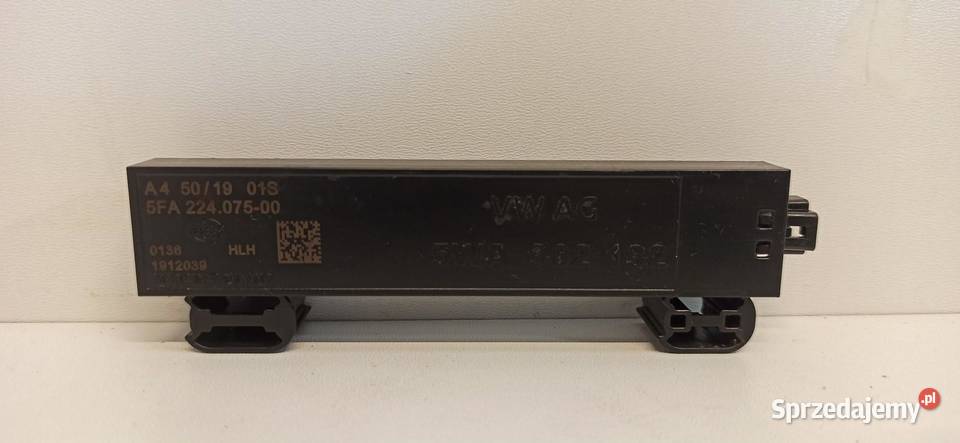 A4 50/19 01S
5FA 224.075-00
0136 HLH
1912039
VW AG
Sprzedajemy.pl